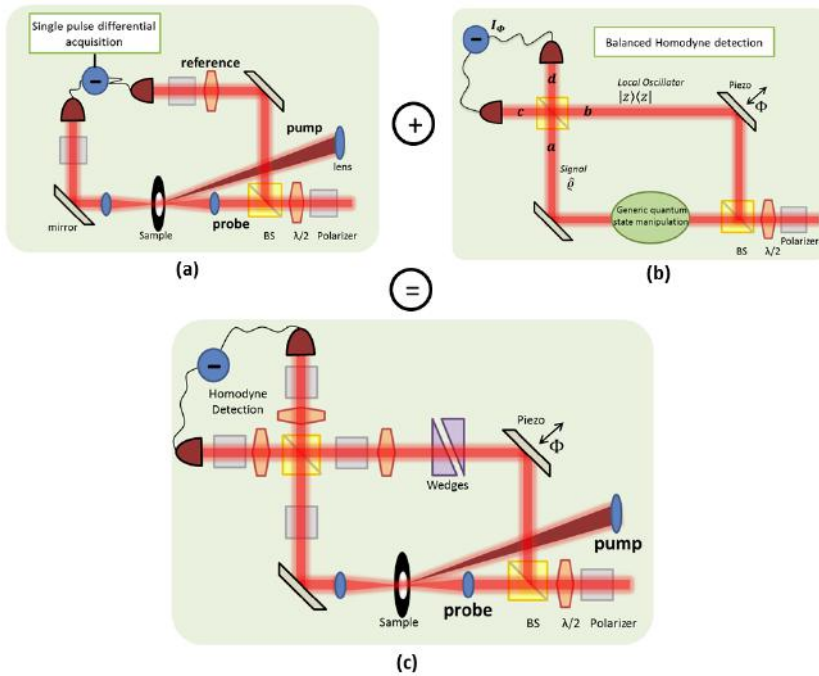 Single pulse differential
acquisition
−
reference
pump
lens
mirror
Sample
probe
BS
λ/2
Polarizer
(a)
+
I_Φ
−
Balanced Homodyne detection
d
Local Oscillator
|z⟩⟨z|
Piezo
Φ
c
b
a
Signal
ϱ̂
Generic quantum
state manipulation
BS
λ/2
Polarizer
(b)
=
−
Homodyne
Detection
Piezo
Φ
Wedges
pump
probe
Sample
BS
λ/2
Polarizer
(c)